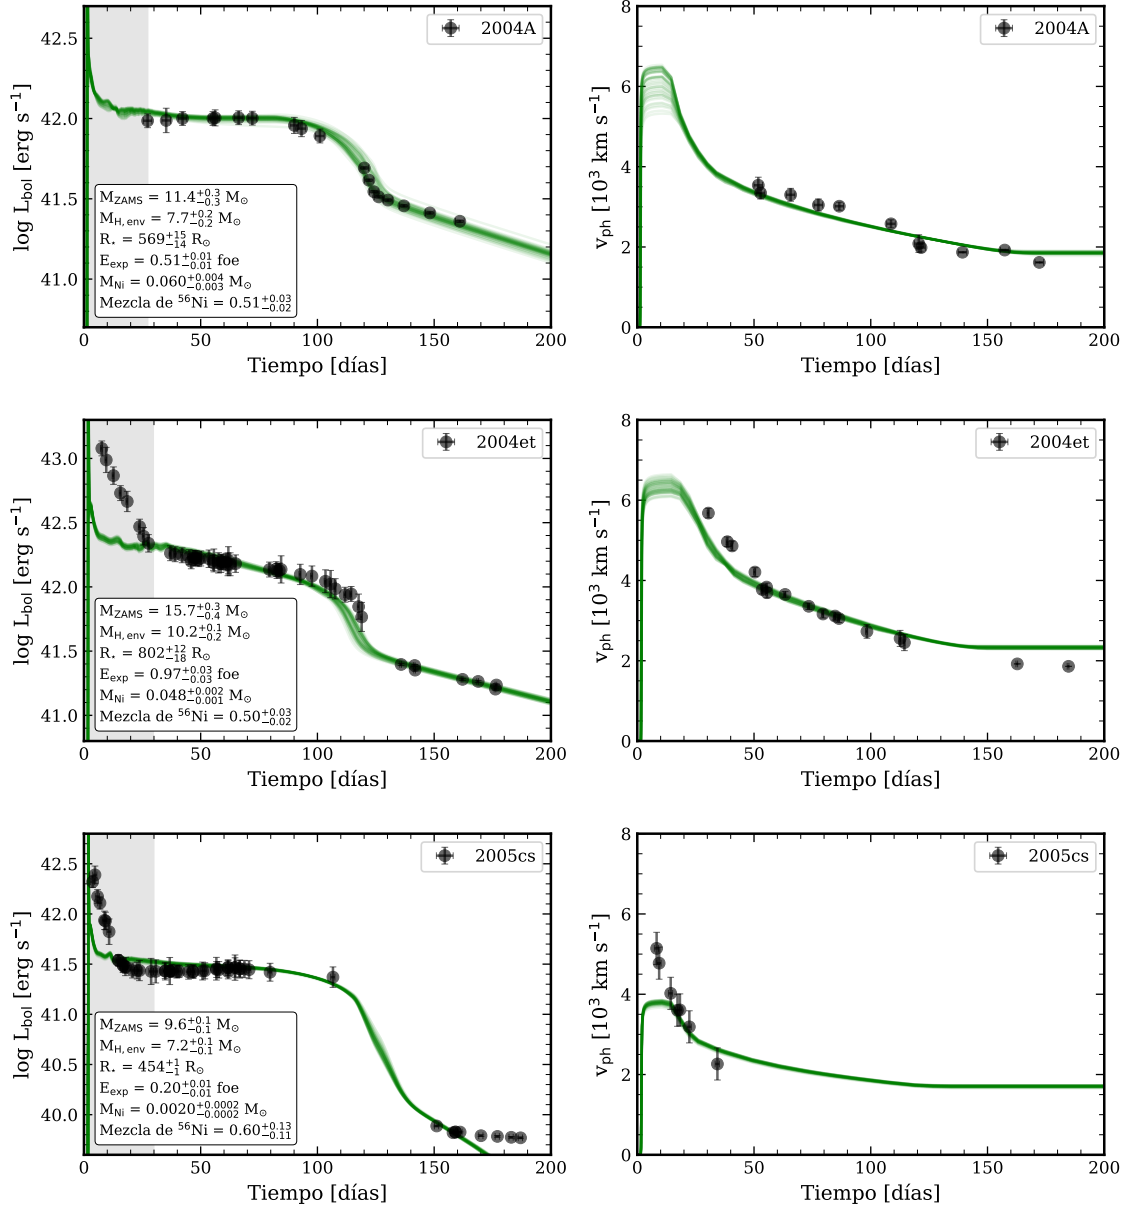 42.5
42.0
41.5
41.0
log L_bol [erg s⁻¹]
2004A
M_ZAMS = 11.4 +0.3 −0.3 M⊙
M_H, env = 7.7 +0.2 −0.2 M⊙
R⋆ = 569 +15 −14 R⊙
E_exp = 0.51 +0.01 −0.01 foe
M_Ni = 0.060 +0.004 −0.003 M⊙
Mezcla de ⁵⁶Ni = 0.51 +0.03 −0.02
0 50 100 150 200
Tiempo [días]
8
6
4
2
0
v_ph [10³ km s⁻¹]
2004A
0 50 100 150 200
Tiempo [días]
43.0
42.5
42.0
41.5
41.0
log L_bol [erg s⁻¹]
2004et
M_ZAMS = 15.7 +0.3 −0.4 M⊙
M_H, env = 10.2 +0.1 −0.2 M⊙
R⋆ = 802 +12 −18 R⊙
E_exp = 0.97 +0.03 −0.03 foe
M_Ni = 0.048 +0.002 −0.001 M⊙
Mezcla de ⁵⁶Ni = 0.50 +0.03 −0.02
0 50 100 150 200
Tiempo [días]
8
6
4
2
0
v_ph [10³ km s⁻¹]
2004et
0 50 100 150 200
Tiempo [días]
42.5
42.0
41.5
41.0
40.5
40.0
log L_bol [erg s⁻¹]
2005cs
M_ZAMS = 9.6 +0.1 −0.1 M⊙
M_H, env = 7.2 +0.1 −0.1 M⊙
R⋆ = 454 +1 −1 R⊙
E_exp = 0.20 +0.01 −0.01 foe
M_Ni = 0.0020 +0.0002 −0.0002 M⊙
Mezcla de ⁵⁶Ni = 0.60 +0.13 −0.11
0 50 100 150 200
Tiempo [días]
8
6
4
2
0
v_ph [10³ km s⁻¹]
2005cs
0 50 100 150 200
Tiempo [días]